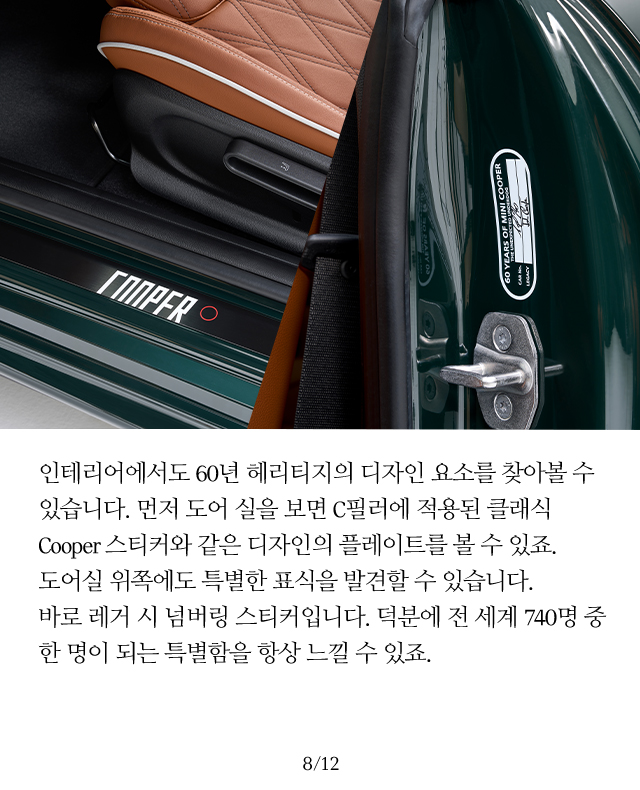 COOPER
60 YEARS OF MINI COOPER
THE UNEXPECTED UNDERDOG
CAR No.
LEGACY
인테리어에서도 60년 헤리티지의 디자인 요소를 찾아볼 수
있습니다. 먼저 도어 실을 보면 C필러에 적용된 클래식
Cooper 스티커와 같은 디자인의 플레이트를 볼 수 있죠.
도어실 위쪽에도 특별한 표식을 발견할 수 있습니다.
바로 레거 시 넘버링 스티커입니다. 덕분에 전 세계 740명 중
한 명이 되는 특별함을 항상 느낄 수 있죠.
8/12